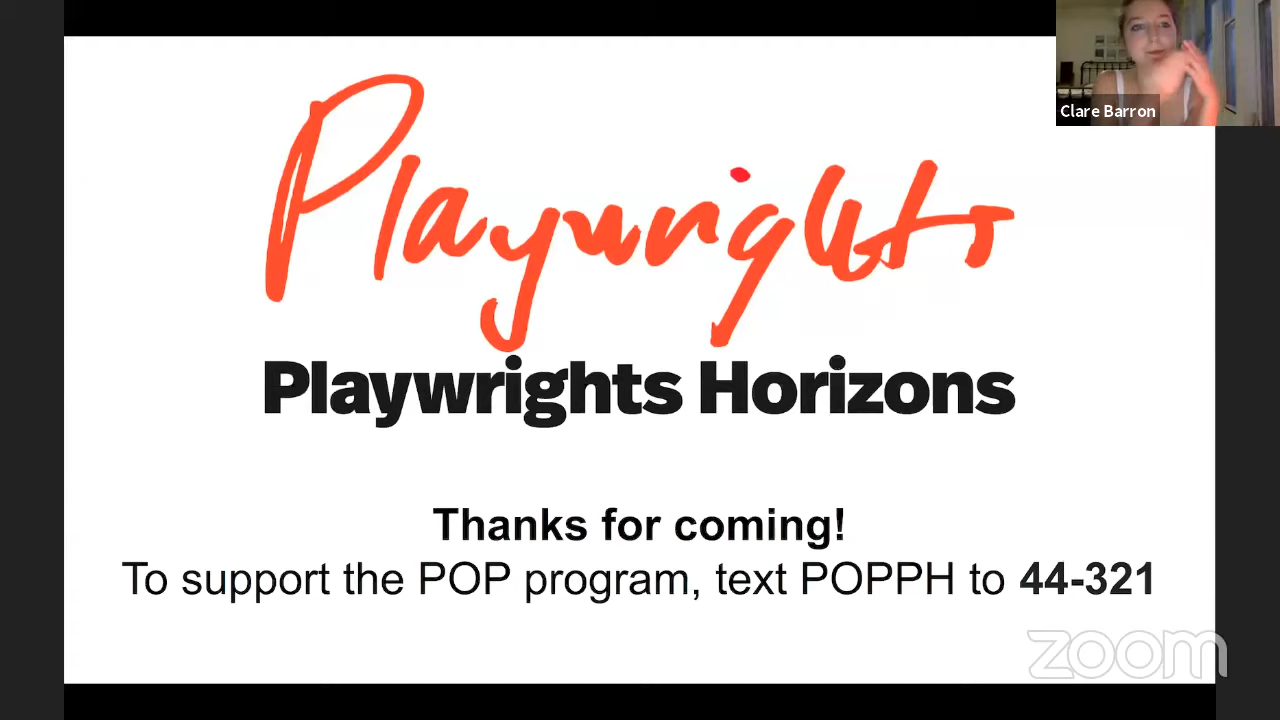 Clare Barron
Playwrights
Playwrights Horizons
Thanks for coming!
To support the POP program, text POPPH to 44-321
zoom